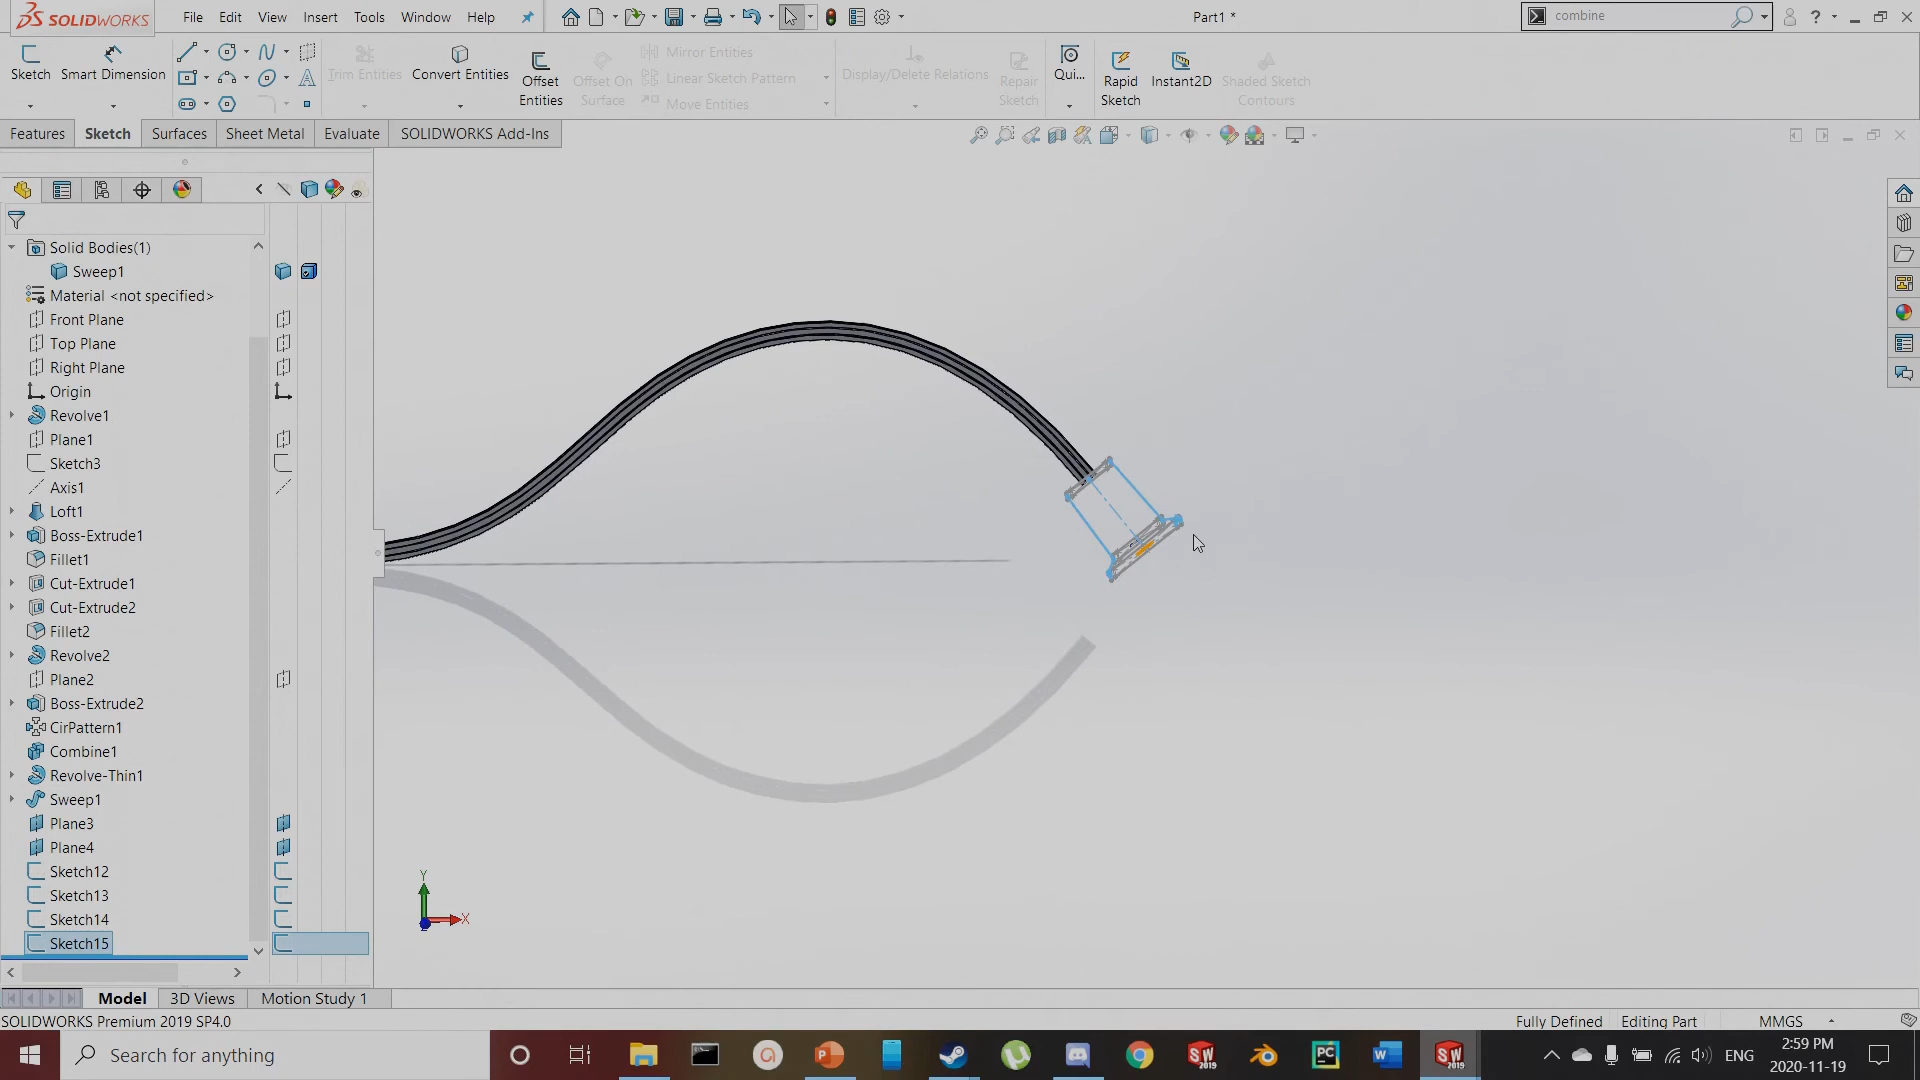 SOLIDWORKS File Edit View Insert Tools Window Help Part1 * combine ?
Sketch Smart Dimension Trim Entities Convert Entities Offset Entities Offset On Surface Mirror Entities Linear Sketch Pattern Move Entities Display/Delete Relations Repair Sketch Qui... Rapid Sketch Instant2D Shaded Sketch Contours
Features Sketch Surfaces Sheet Metal Evaluate SOLIDWORKS Add-Ins
Solid Bodies(1)
Sweep1
Material <not specified>
Front Plane
Top Plane
Right Plane
Origin
Revolve1
Plane1
Sketch3
Axis1
Loft1
Boss-Extrude1
Fillet1
Cut-Extrude1
Cut-Extrude2
Fillet2
Revolve2
Plane2
Boss-Extrude2
CirPattern1
Combine1
Revolve-Thin1
Sweep1
Plane3
Plane4
Sketch12
Sketch13
Sketch14
Sketch15
Y
X
Model 3D Views Motion Study 1
SOLIDWORKS Premium 2019 SP4.0 Fully Defined Editing Part MMGS
Search for anything SW 2019 PC W SW 2019 ENG 2:59 PM
2020-11-19